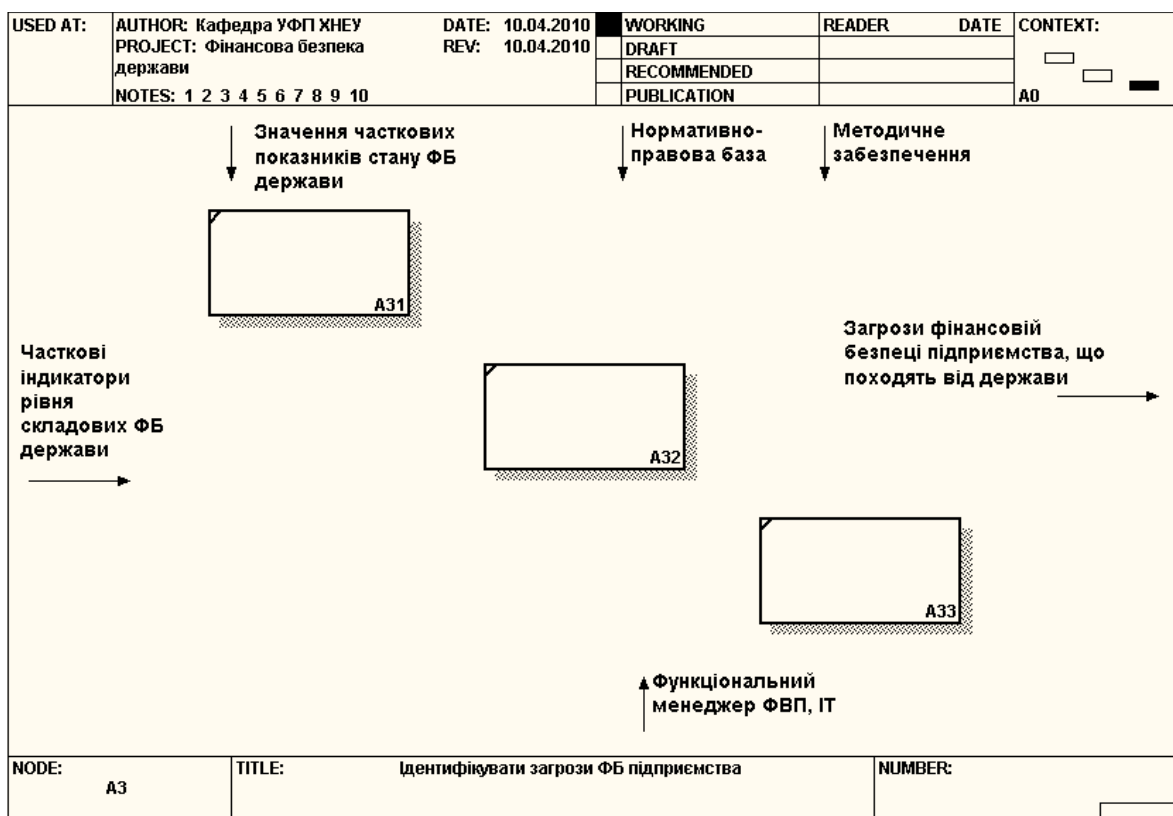 USED AT:
AUTHOR: Кафедра УФП ХНЕУ
DATE: 10.04.2010
PROJECT: Фінансова безпека
REV: 10.04.2010
держави
NOTES: 1 2 3 4 5 6 7 8 9 10
WORKING
DRAFT
RECOMMENDED
PUBLICATION
READER DATE
CONTEXT:
A0
Значення часткових
показників стану ФБ
держави
Нормативно-
правова база
Методичне
забезпечення
A31
Часткові
індикатори
рівня
складових ФБ
держави
A32
Загрози фінансовій
безпеці підприємства, що
походять від держави
A33
Функціональний
менеджер ФВП, ІТ
NODE:
A3
TITLE:
Ідентифікувати загрози ФБ підприємства
NUMBER: